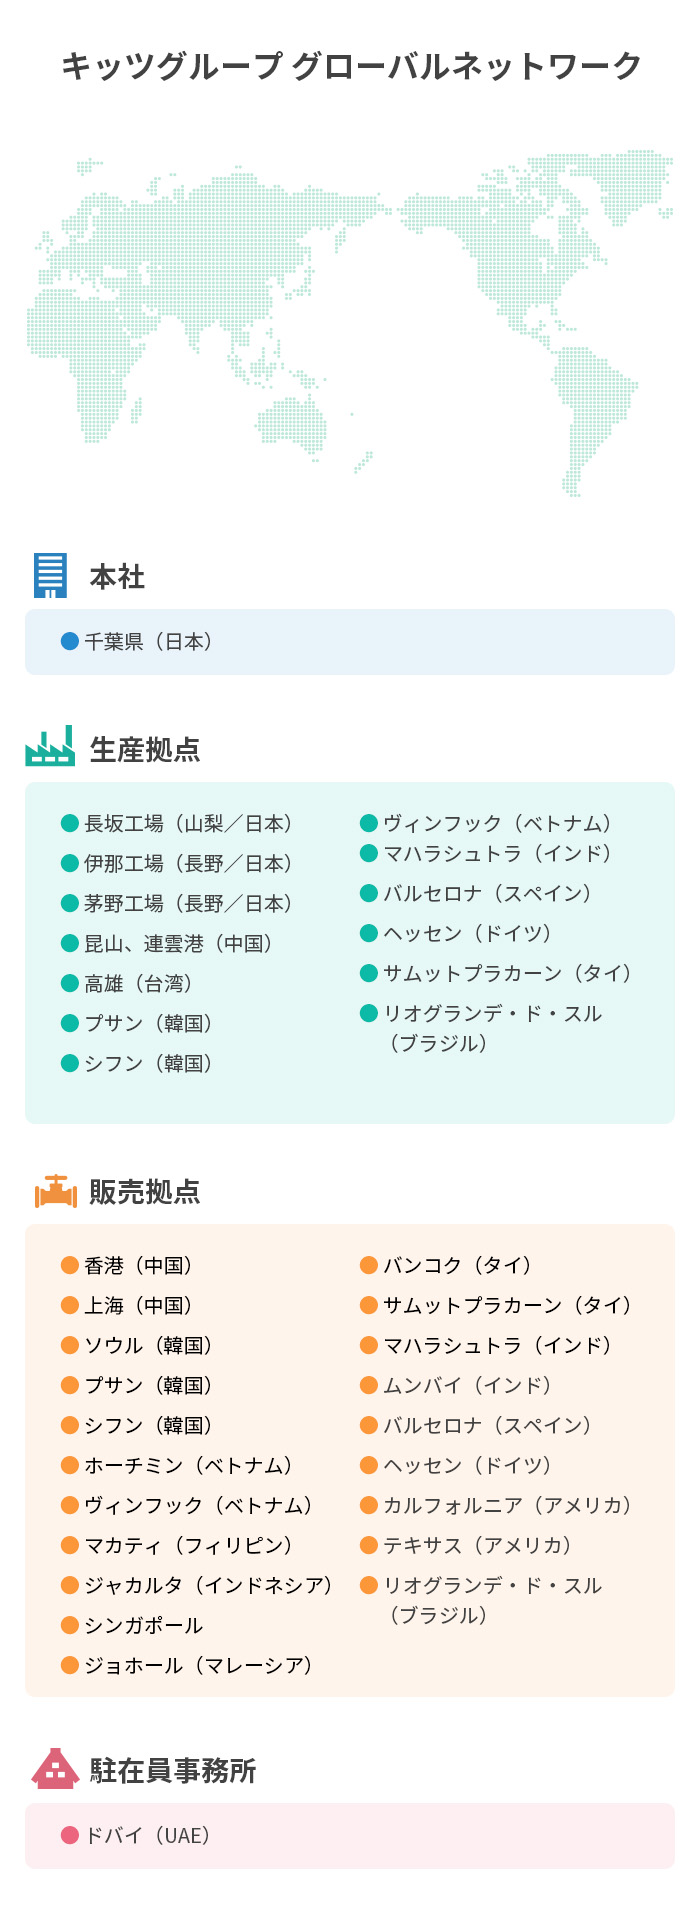 キッツグループ グローバルネットワーク
本社
千葉県（日本）
生産拠点
長坂工場（山梨／日本）
伊那工場（長野／日本）
茅野工場（長野／日本）
昆山、連雲港（中国）
高雄（台湾）
プサン（韓国）
シフン（韓国）
ヴィンフック（ベトナム）
マハラシュトラ（インド）
バルセロナ（スペイン）
ヘッセン（ドイツ）
サムットプラカーン（タイ）
リオグランデ・ド・スル
（ブラジル）
販売拠点
香港（中国）
上海（中国）
ソウル（韓国）
プサン（韓国）
シフン（韓国）
ホーチミン（ベトナム）
ヴィンフック（ベトナム）
マカティ（フィリピン）
ジャカルタ（インドネシア）
シンガポール
ジョホール（マレーシア）
バンコク（タイ）
サムットプラカーン（タイ）
マハラシュトラ（インド）
ムンバイ（インド）
バルセロナ（スペイン）
ヘッセン（ドイツ）
カルフォルニア（アメリカ）
テキサス（アメリカ）
リオグランデ・ド・スル
（ブラジル）
駐在員事務所
ドバイ（UAE）